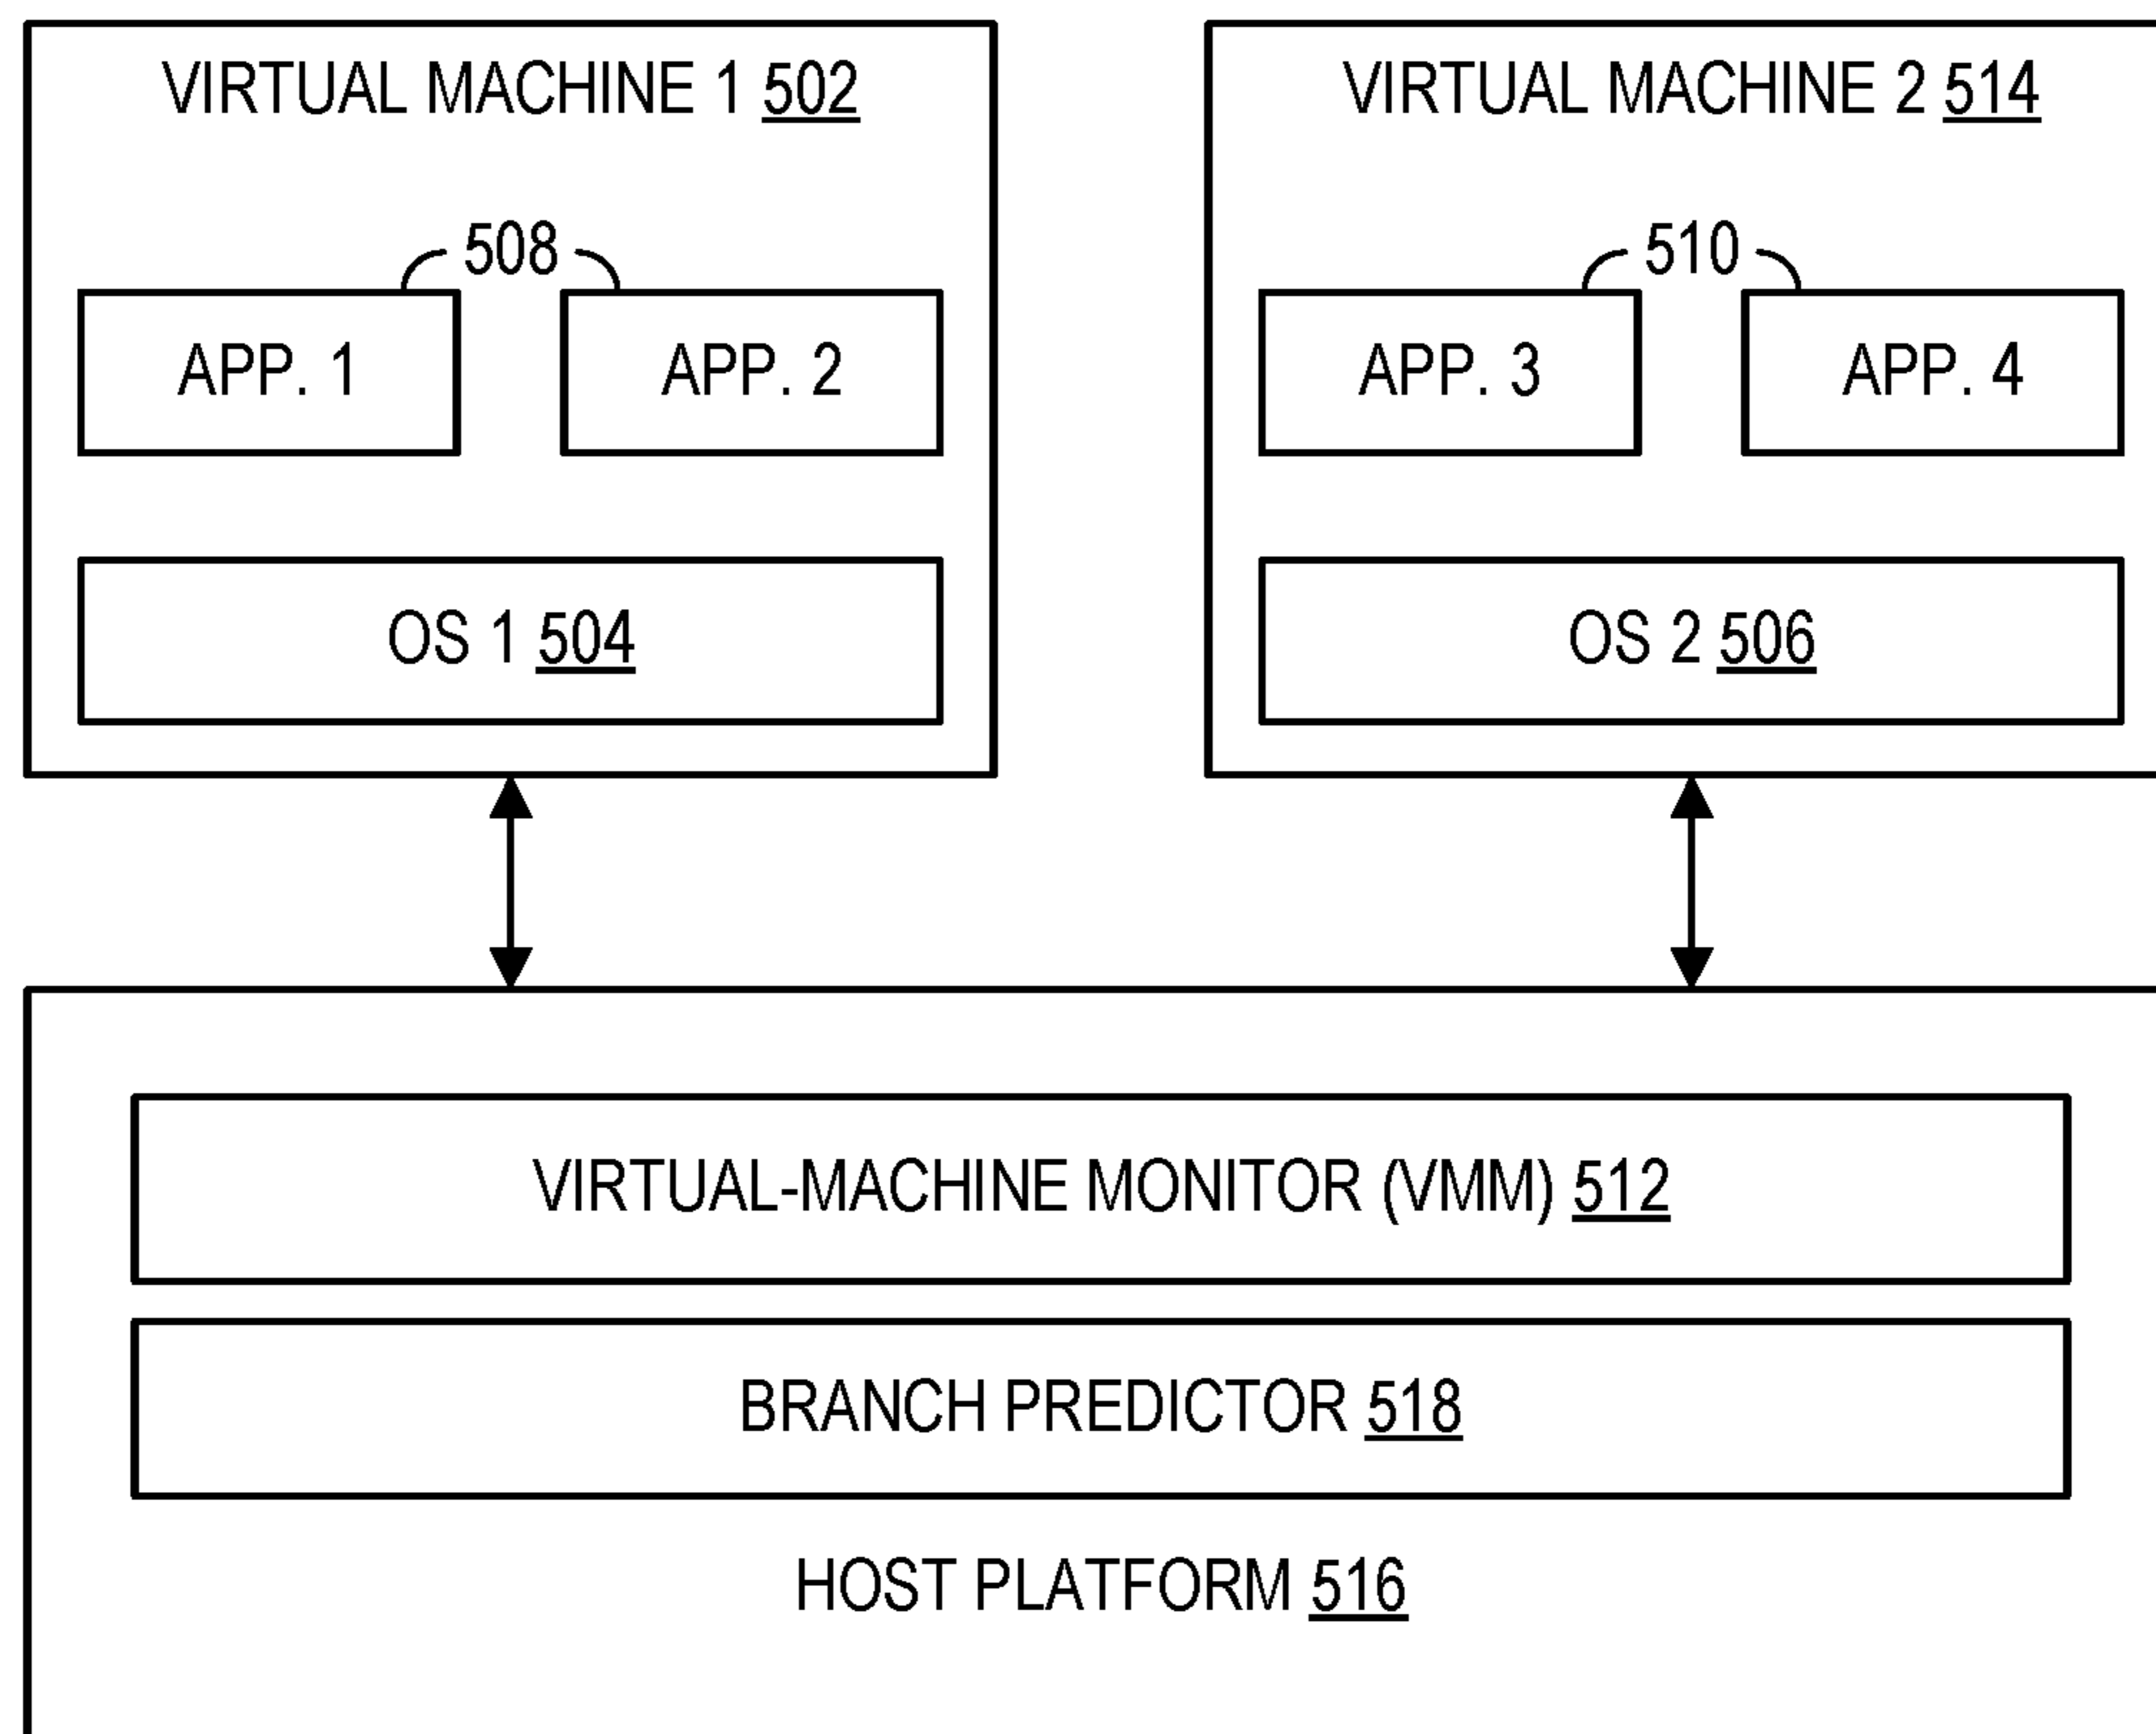 VIRTUAL MACHINE 1 502
VIRTUAL MACHINE 2 514
508
510
APP. 1
APP. 2
APP. 3
APP. 4
OS 1 504
OS 2 506
VIRTUAL-MACHINE MONITOR (VMM) 512
BRANCH PREDICTOR 518
HOST PLATFORM 516